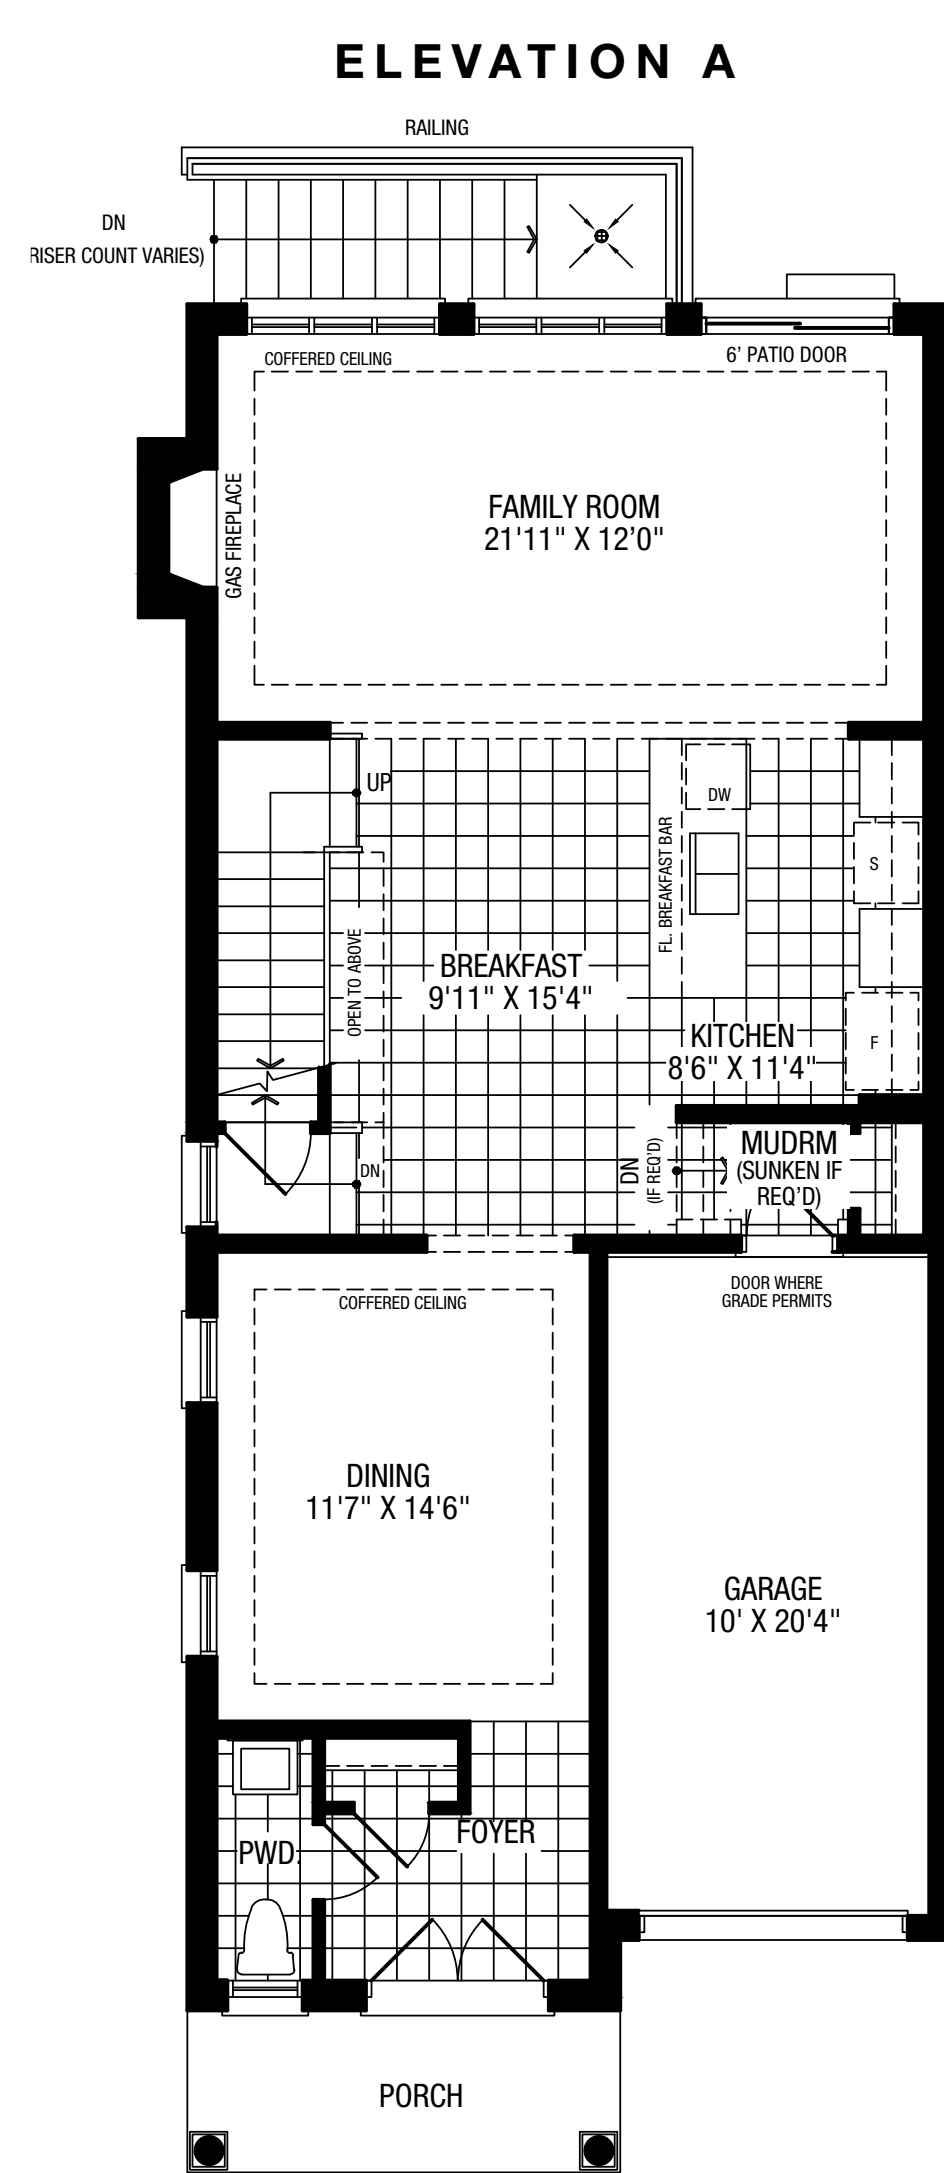 ELEVATION A
RAILING
DN
RISER COUNT VARIES)
COFFERED CEILING
6' PATIO DOOR
GAS FIREPLACE
FAMILY ROOM
21'11" X 12'0"
UP
DW
FL. BREAKFAST BAR
S
OPEN TO ABOVE
BREAKFAST
9'11" X 15'4"
KITCHEN
8'6" X 11'4"
F
DN
DN
(IF REQ'D)
MUDRM
(SUNKEN IF
REQ'D)
COFFERED CEILING
DOOR WHERE
GRADE PERMITS
DINING
11'7" X 14'6"
GARAGE
10' X 20'4"
PWD.
FOYER
PORCH